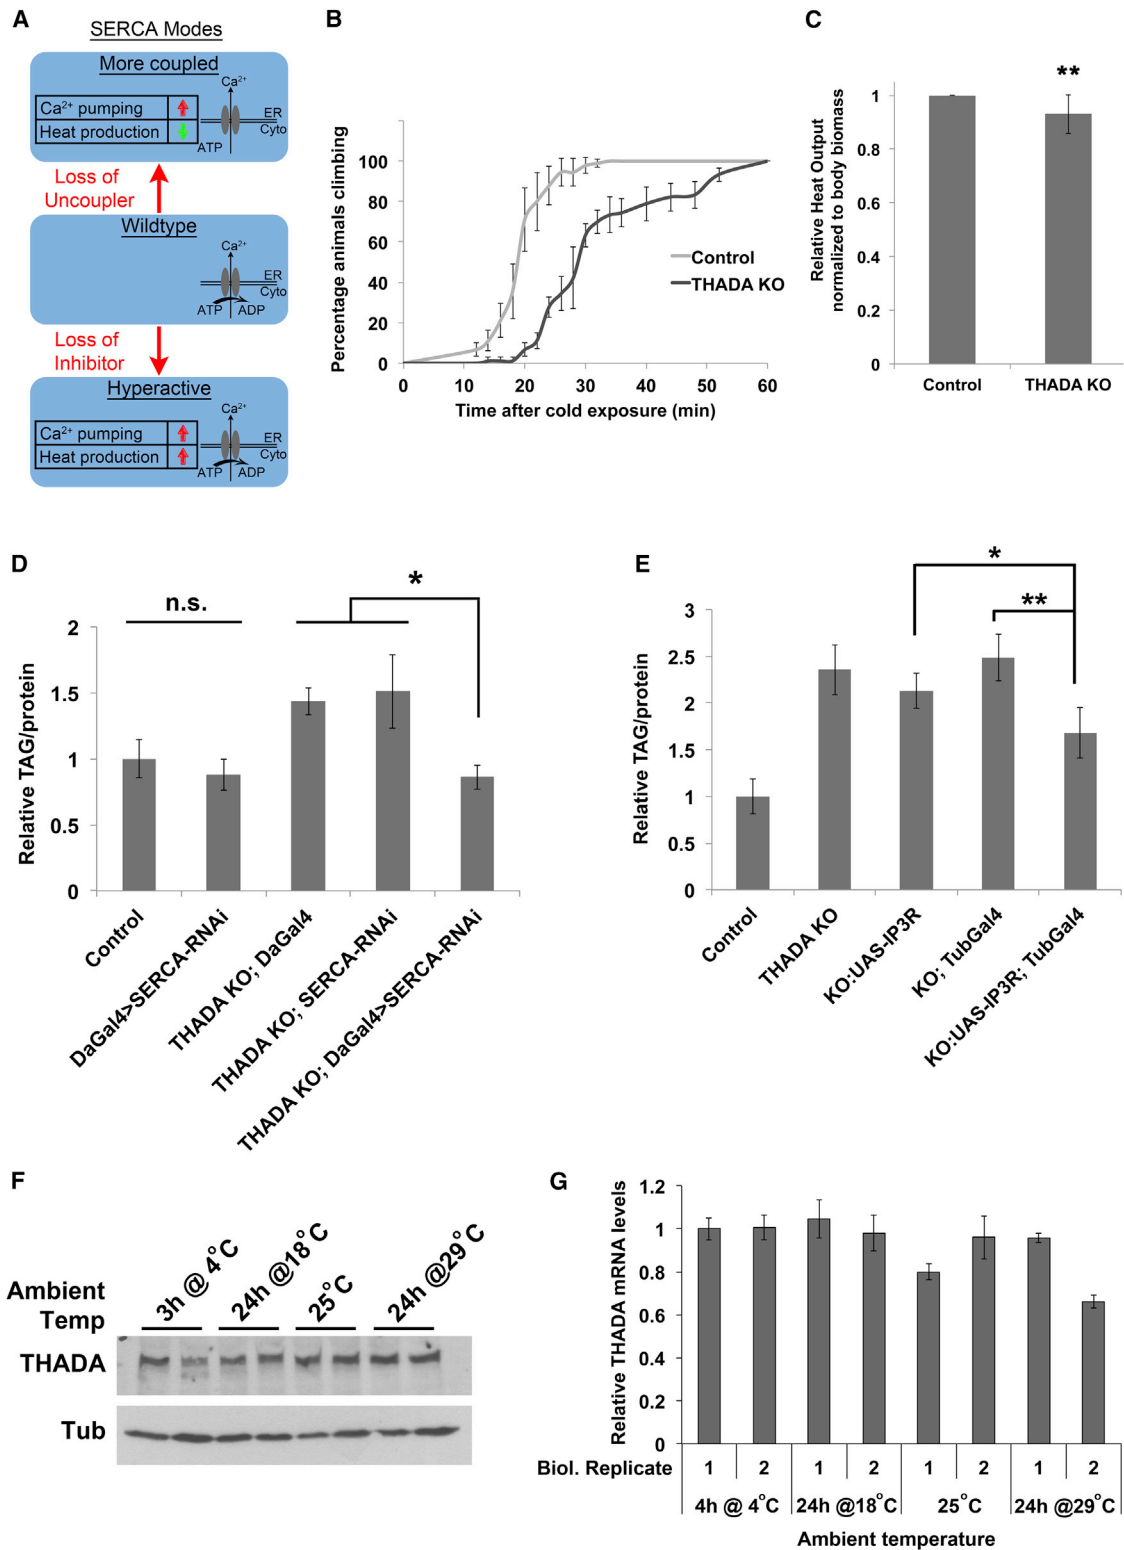 A
SERCA Modes
More coupled
Ca²⁺ pumping
Heat production
Ca²⁺
ER
Cyto
ATP
Loss of
Uncoupler
Wildtype
Ca²⁺
ER
Cyto
ATP
ADP
Loss of
Inhibitor
Hyperactive
Ca²⁺ pumping
Heat production
Ca²⁺
ER
Cyto
ATP
ADP
B
Percentage animals climbing
100
80
60
40
20
0
0 10 20 30 40 50 60
Time after cold exposure (min)
Control
THADA KO
C
Relative Heat Output
normalized to body biomass
**
1
0.8
0.6
0.4
0.2
0
Control
THADA KO
D
n.s.
*
Relative TAG/protein
2
1.5
1
0.5
0
Control
DaGal4>SERCA-RNAi
THADA KO; DaGal4
THADA KO; SERCA-RNAi
THADA KO; DaGal4>SERCA-RNAi
E
*
**
Relative TAG/protein
3
2.5
2
1.5
1
0.5
0
Control
THADA KO
KO:UAS-IP3R
KO; TubGal4
KO:UAS-IP3R; TubGal4
F
Ambient
Temp
3h @ 4°C
24h @18°C
25°C
24h @29°C
THADA
Tub
G
Relative THADA mRNA levels
1.2
1
0.8
0.6
0.4
0.2
0
Biol. Replicate 1 2 1 2 1 2 1 2
4h @ 4°C 24h @18°C 25°C 24h @29°C
Ambient temperature